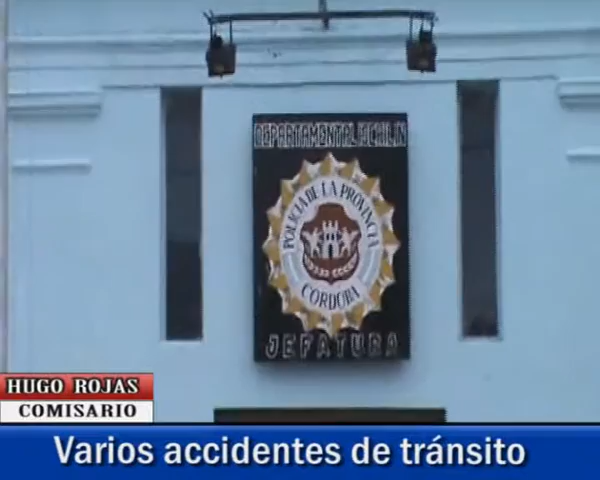 DEPARTAMENTAL
POLICIA DE LA PROVINCIA
CORDOBA
JEFATURA
HUGO ROJAS
COMISARIO
Varios accidentes de tránsito